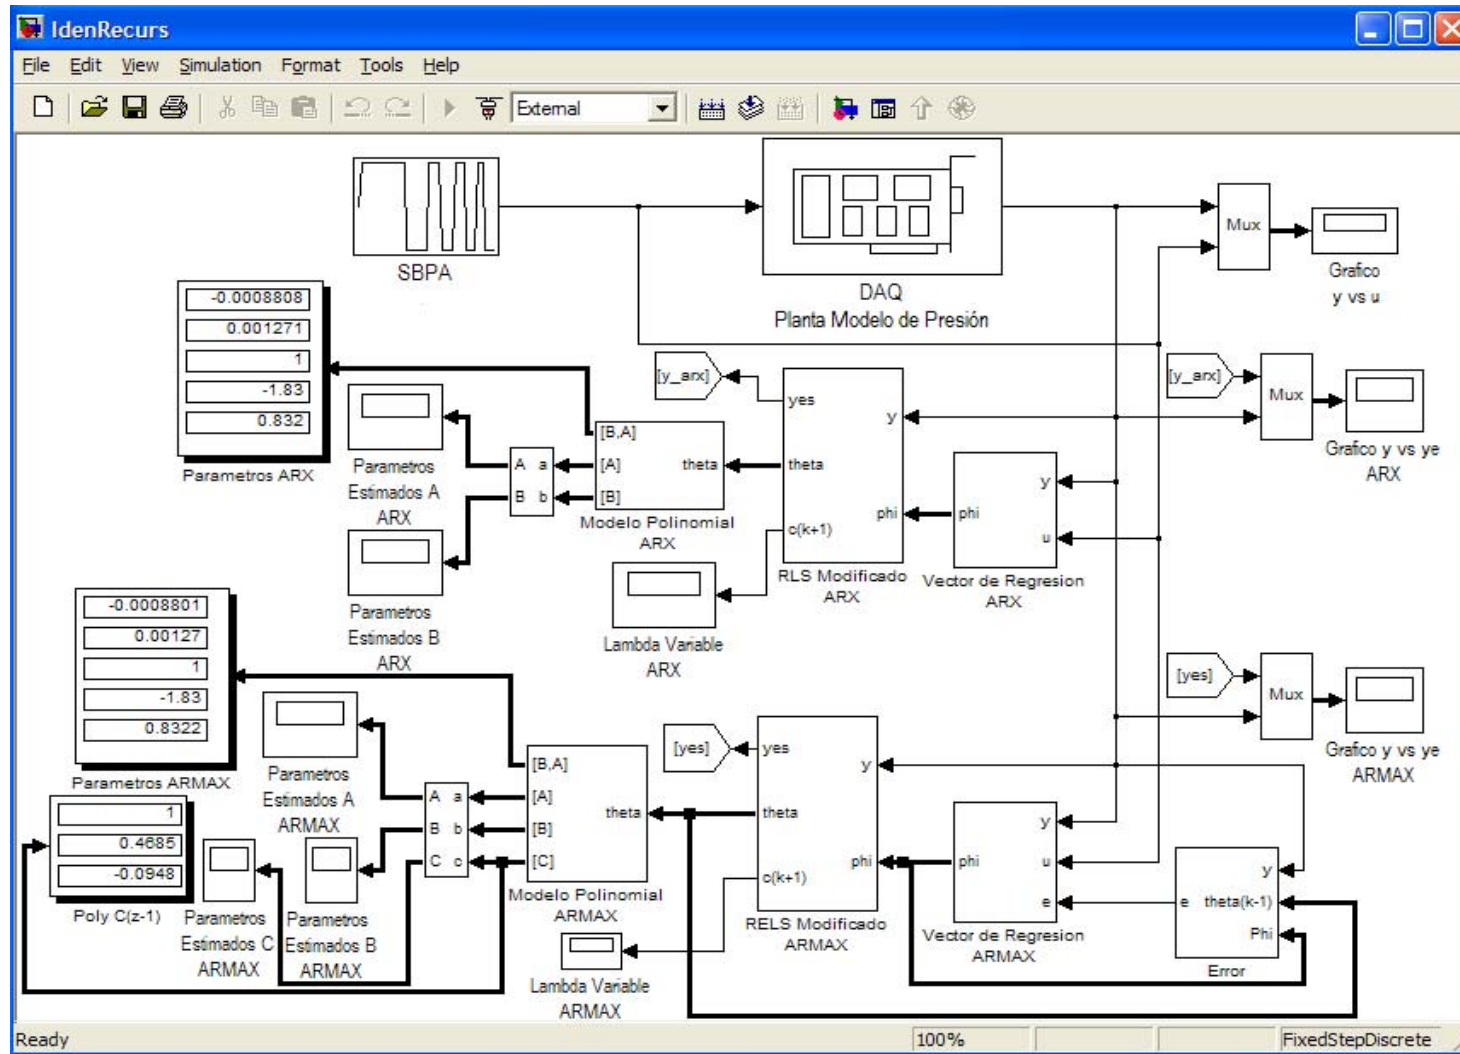 IdenRecurs
File Edit View Simulation Format Tools Help
External
SBPA
DAQ
Planta Modelo de Presión
Mux
Grafico
y vs u
-0.0008808
0.001271
1
-1.83
0.832
Parametros ARX
Parametros
Estimados A
ARX
Parametros
Estimados B
ARX
A a
B b
[B,A]
[A]
[B]
theta
Modelo Polinomial
ARX
[y_arx]
yes
y
theta
phi
c(k+1)
RLS Modificado
ARX
Lambda Variable
ARX
y
phi
u
Vector de Regresion
ARX
[y_arx]
Mux
Grafico y vs ye
ARX
-0.0008801
0.00127
1
-1.83
0.8322
Parametros ARMAX
1
0.4685
-0.0948
Poly C(z-1)
Parametros
Estimados A
ARMAX
Parametros
Estimados C
ARMAX
Parametros
Estimados B
ARMAX
A a
B b
C c
[B,A]
[A]
[B]
[C]
theta
Modelo Polinomial
ARMAX
[yes]
yes
y
theta
phi
c(k+1)
RELS Modificado
ARMAX
Lambda Variable
ARMAX
y
phi
u
e
Vector de Regresion
ARMAX
[yes]
Mux
Grafico y vs ye
ARMAX
y
e theta(k-1)
Phi
Error
Ready 100% FixedStepDiscrete